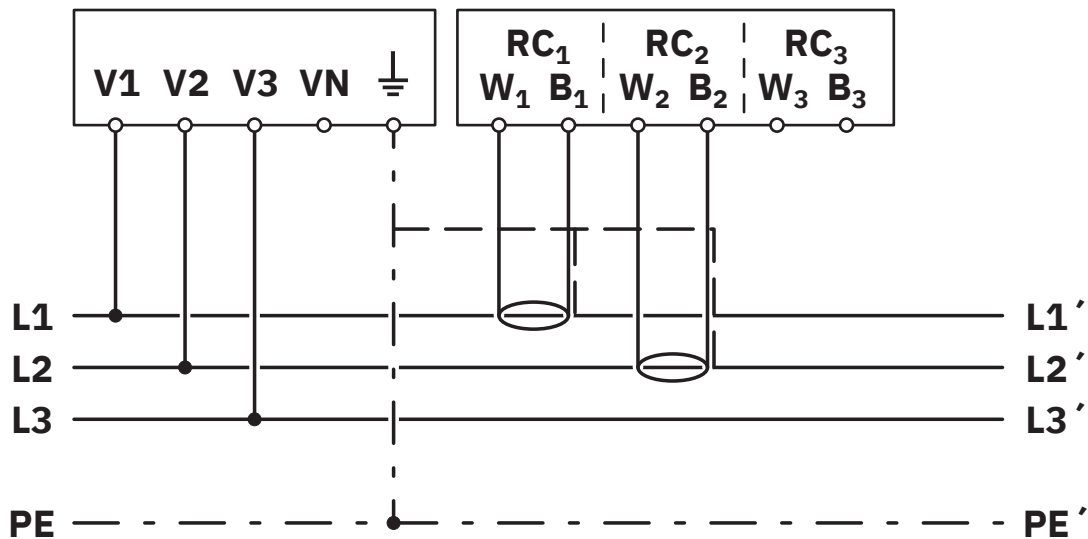 RC₁ RC₂ RC₃
V1 V2 V3 VN W₁ B₁ W₂ B₂ W₃ B₃
L1 L1′
L2 L2′
L3 L3′
PE PE′